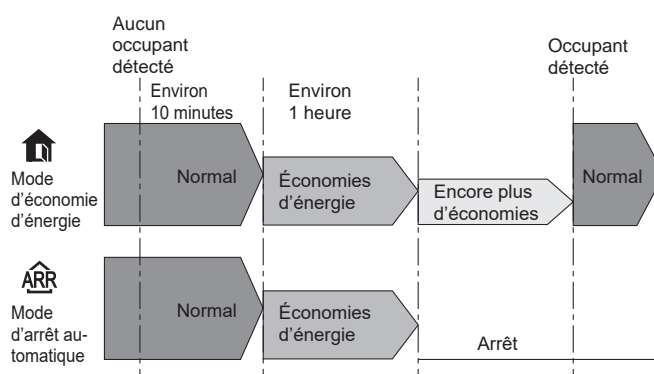 Aucun
occupant
détecté
Occupant
détecté
Environ
10 minutes
Environ
1 heure
Mode
d'économie
d'énergie
Normal
Économies
d'énergie
Encore plus
d'économies
Normal
ARR
Mode
d'arrêt au-
tomatique
Normal
Économies
d'énergie
Arrêt